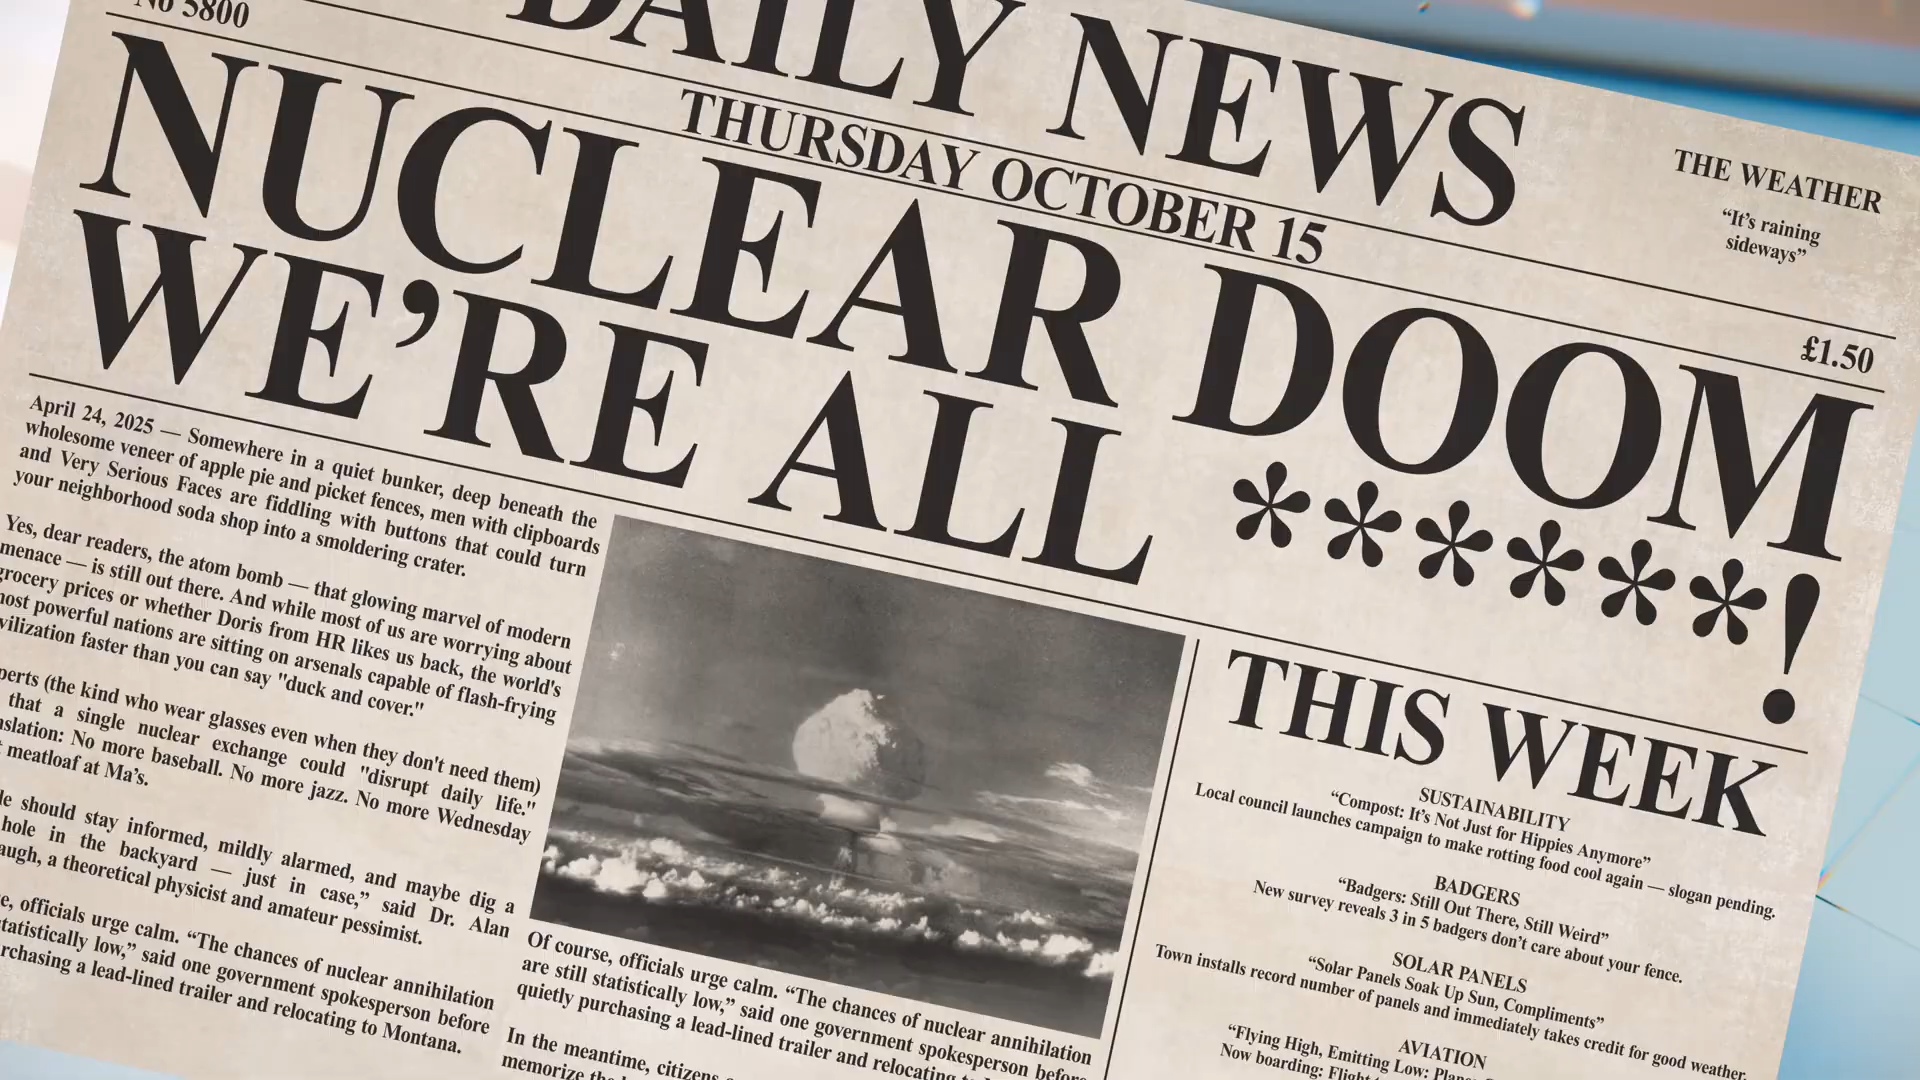 No 5800
DAILY NEWS
THURSDAY OCTOBER 15
THE WEATHER
“It’s raining
sideways”
£1.50
NUCLEAR DOOM
WE’RE ALL ******!
April 24, 2025 — Somewhere in a quiet bunker, deep beneath the
wholesome veneer of apple pie and picket fences, men with clipboards
and Very Serious Faces are fiddling with buttons that could turn
your neighborhood soda shop into a smoldering crater.
Yes, dear readers, the atom bomb — that glowing marvel of modern
menace — is still out there. And while most of us are worrying about
grocery prices or whether Doris from HR likes us back, the world's
most powerful nations are sitting on arsenals capable of flash-frying
civilization faster than you can say "duck and cover."
(the kind who wear glasses even when they don't need them)
that a single nuclear exchange could "disrupt daily life."
No more baseball. No more jazz. No more Wednesday
meatloaf at Ma’s.
should stay informed, mildly alarmed, and maybe dig a
hole in the backyard — just in case,” said Dr. Alan
a theoretical physicist and amateur pessimist.
officials urge calm. “The chances of nuclear annihilation
statistically low,” said one government spokesperson before
purchasing a lead-lined trailer and relocating to Montana.
Of course, officials urge calm. “The chances of nuclear annihilation
are still statistically low,” said one government spokesperson before
quietly purchasing a lead-lined trailer and relocating
In the meantime, citizens
memorize the
THIS WEEK
SUSTAINABILITY
“Compost: It’s Not Just for Hippies Anymore”
Local council launches campaign to make rotting food cool again — slogan pending.
BADGERS
“Badgers: Still Out There, Still Weird”
New survey reveals 3 in 5 badgers don’t care about your fence.
SOLAR PANELS
“Solar Panels Soak Up Sun, Compliments”
Town installs record number of panels and immediately takes credit for good weather.
AVIATION
“Flying High, Emitting Low:
Now boarding: